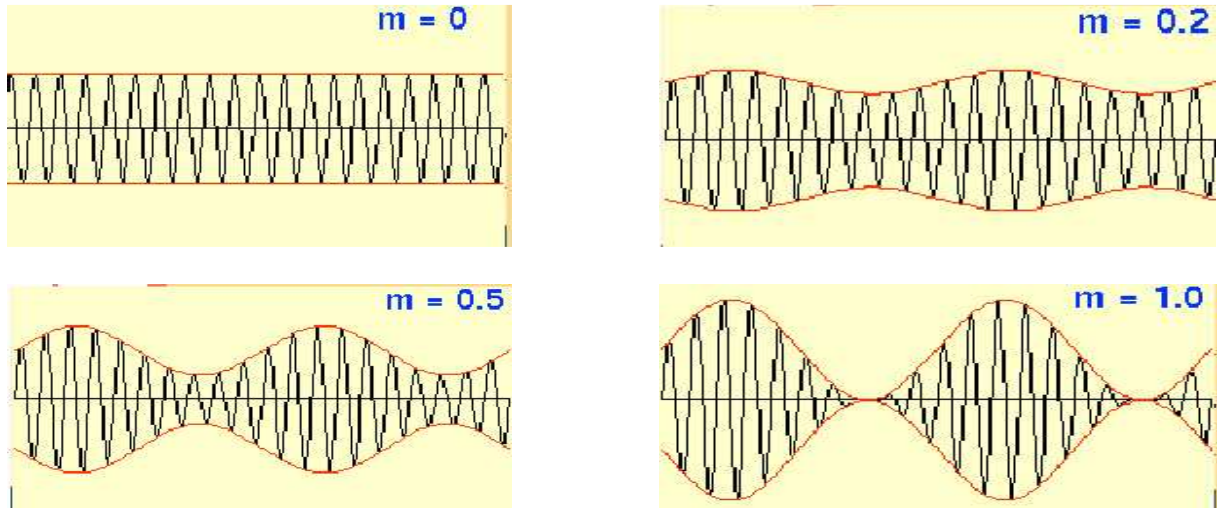 m = 0
m = 0.2
m = 0.5
m = 1.0